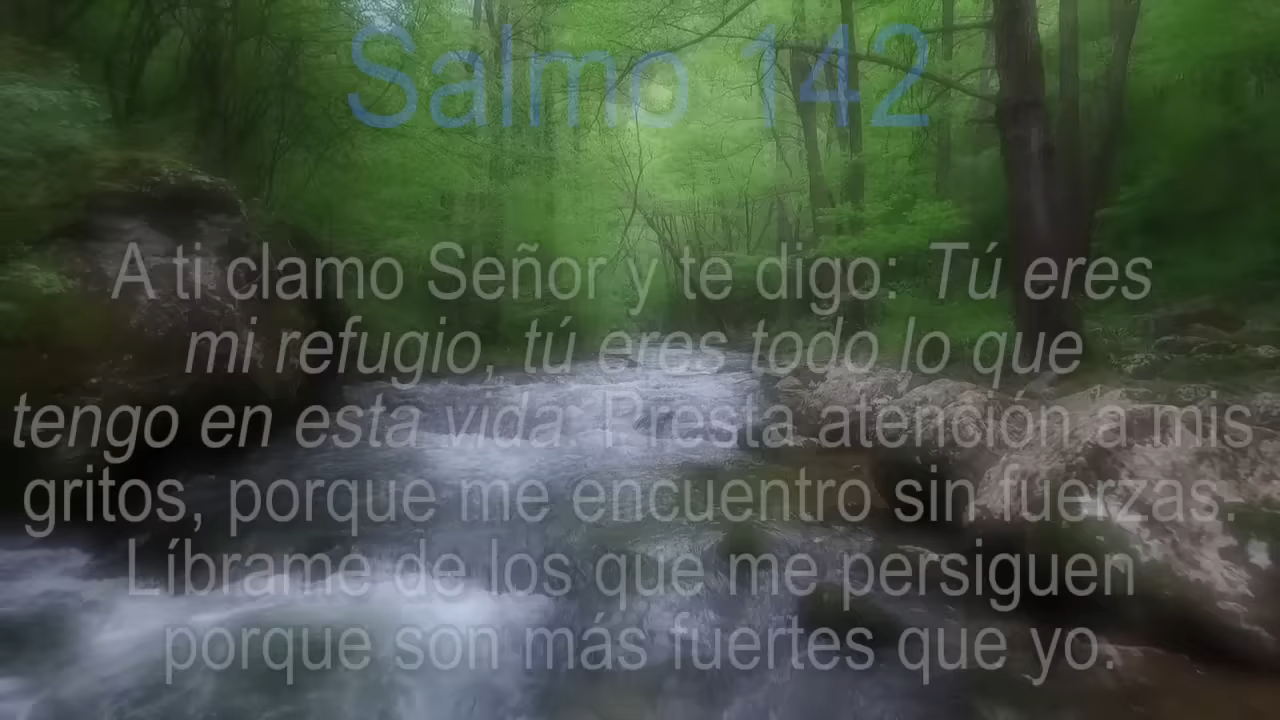 Salmo 142
A ti clamo Señor y te digo: Tú eres
mi refugio, tú eres todo lo que
tengo en esta vida. Presta atención a mis
gritos, porque me encuentro sin fuerzas.
Líbrame de los que me persiguen
porque son más fuertes que yo.